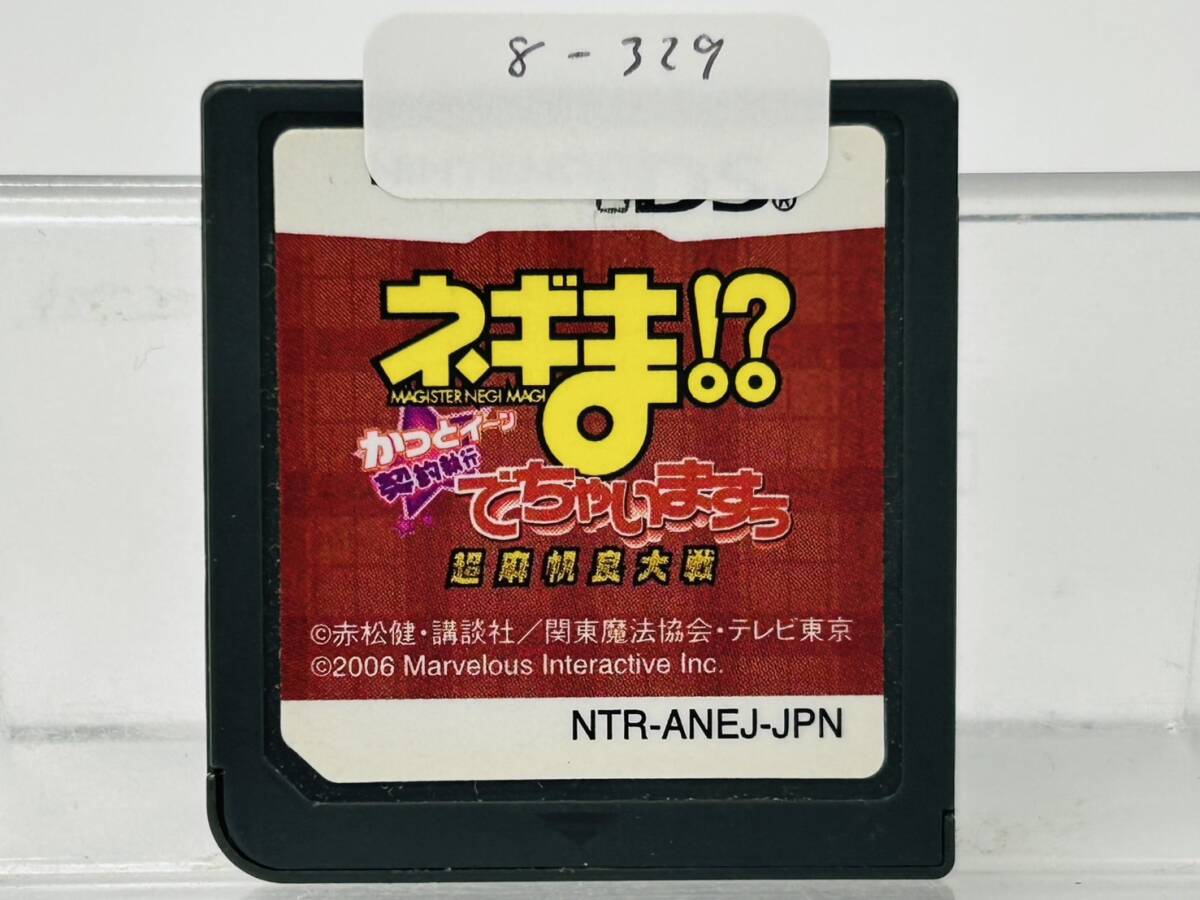 8-329
DS®
ネギま!?
MAGISTER NEGI MAGI
かっとイ〜ン
契約執行
でちゃいますぅ
超麻帆良大戦
©赤松健・講談社／関東魔法協会・テレビ東京
©2006 Marvelous Interactive Inc.
NTR-ANEJ-JPN